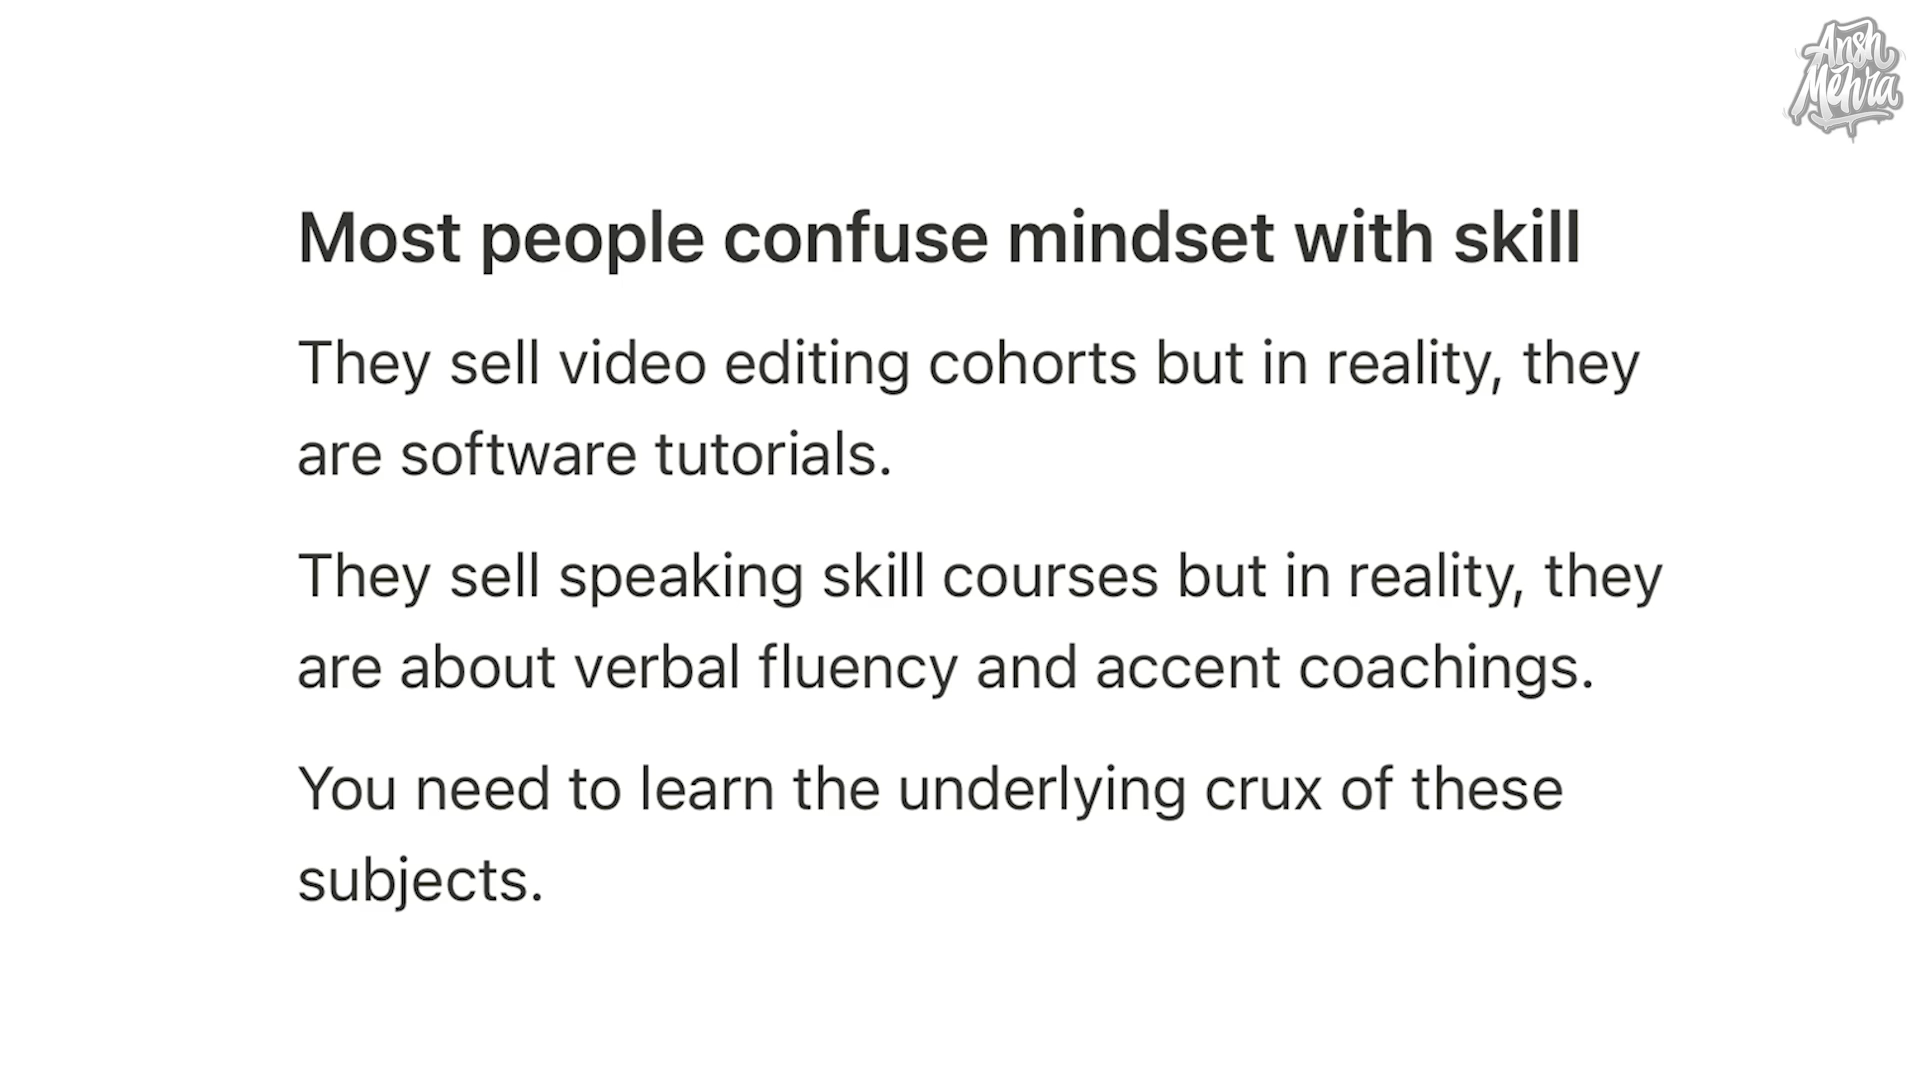 Ansh
Mehra
Most people confuse mindset with skill
They sell video editing cohorts but in reality, they
are software tutorials.
They sell speaking skill courses but in reality, they
are about verbal fluency and accent coachings.
You need to learn the underlying crux of these
subjects.